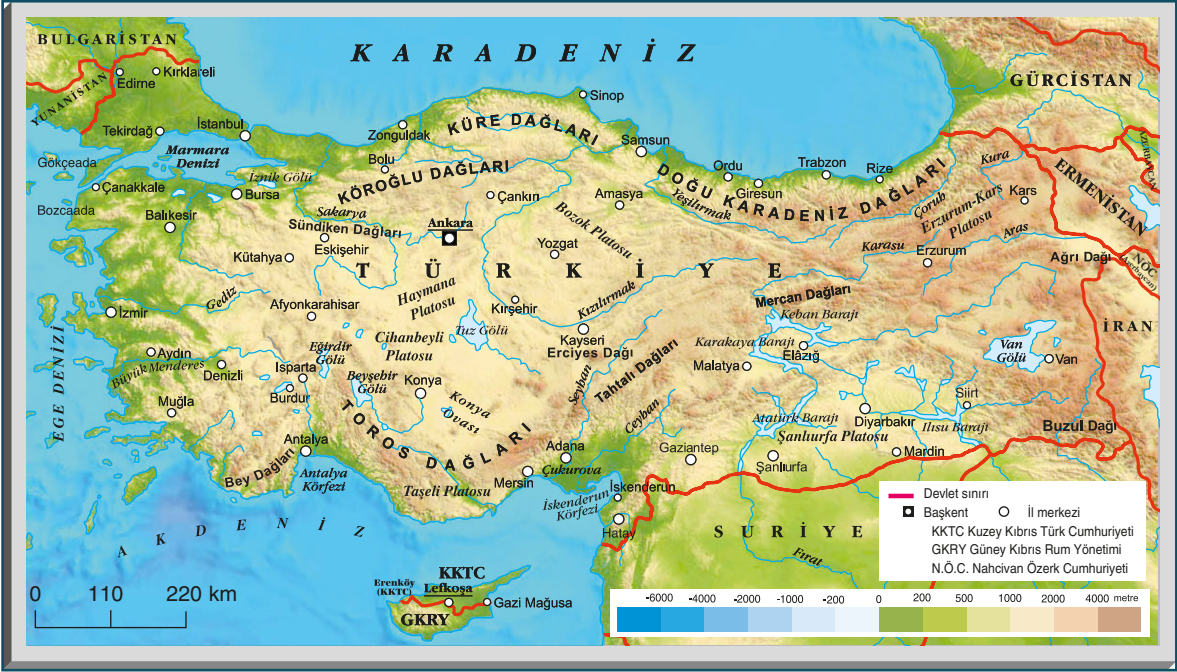 KARADENİZ
BULGARİSTAN
YUNANİSTAN
Edirne
Kırklareli
Tekirdağ
İstanbul
Marmara
Denizi
Gökçeada
Çanakkale
Bozcaada
İznik Gölü
Bursa
Balıkesir
Zonguldak
Bolu
KÜRE DAĞLARI
KÖROĞLU DAĞLARI
Sinop
Samsun
Ordu
Giresun
Trabzon
Rize
DOĞU KARADENİZ DAĞLARI
GÜRCİSTAN
ERMENİSTAN
Kura
Kars
Çoruh
Erzurum-Kars
Platosu
Aras
Karasu
Erzurum
Ağrı Dağı
NÖC
(Azerbaycan)
İRAN
Sakarya
Sündiken Dağları
Eskişehir
Ankara
Çankırı
Amasya
Yeşilırmak
Bozok Platosu
Yozgat
Kütahya
TÜRKİYE
Haymana
Platosu
Kırşehir
Kızılırmak
Mercan Dağları
Keban Barajı
Gediz
Afyonkarahisar
İzmir
EGE DENİZİ
Cihanbeyli
Platosu
Tuz Gölü
Kayseri
Erciyes Dağı
Karakaya Barajı
Elâzığ
Malatya
Van
Gölü
Van
Aydın
Büyük Menderes
Denizli
Eğirdir
Gölü
Isparta
Burdur
Beyşehir
Gölü
Konya
Konya
Ovası
Seyhan
Tahtalı Dağları
Ceyhan
Muğla
TOROS DAĞLARI
Atatürk Barajı
Şanlıurfa Platosu
Diyarbakır
Siirt
Ilısu Barajı
Buzul Dağı
Antalya
Bey Dağları
Antalya
Körfezi
Taşeli Platosu
Mersin
Adana
Çukurova
Gaziantep
Şanlıurfa
Mardin
İskenderun
İskenderun
Körfezi
Hatay
AKDENİZ
SURİYE
Fırat
Erenköy
(KKTC)
KKTC
Lefkoşa
Gazi Mağusa
GKRY
0 110 220 km
Devlet sınırı
Başkent İl merkezi
KKTC Kuzey Kıbrıs Türk Cumhuriyeti
GKRY Güney Kıbrıs Rum Yönetimi
N.Ö.C. Nahcivan Özerk Cumhuriyeti
-6000 -4000 -2000 -1000 -200 0 200 500 1000 2000 4000 metre